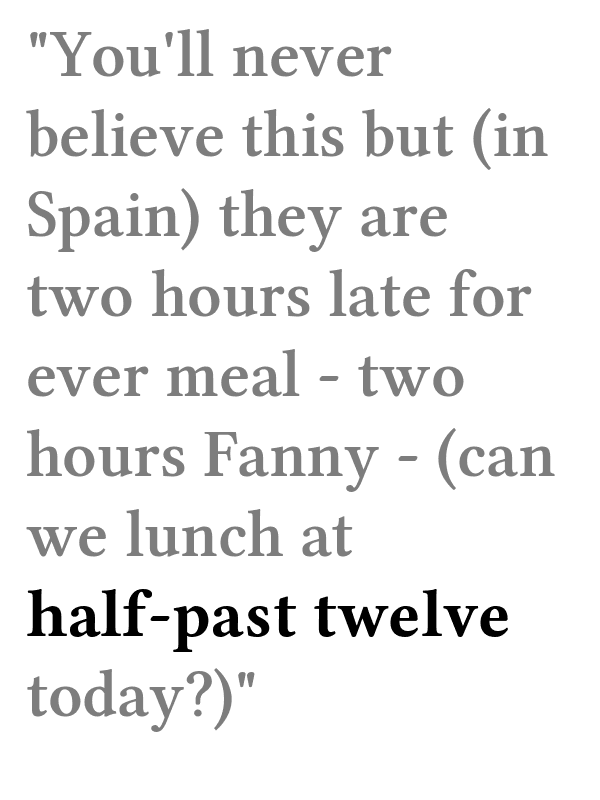 "You'll never
believe this but (in
Spain) they are
two hours late for
ever meal - two
hours Fanny - (can
we lunch at
half-past twelve
today?)"